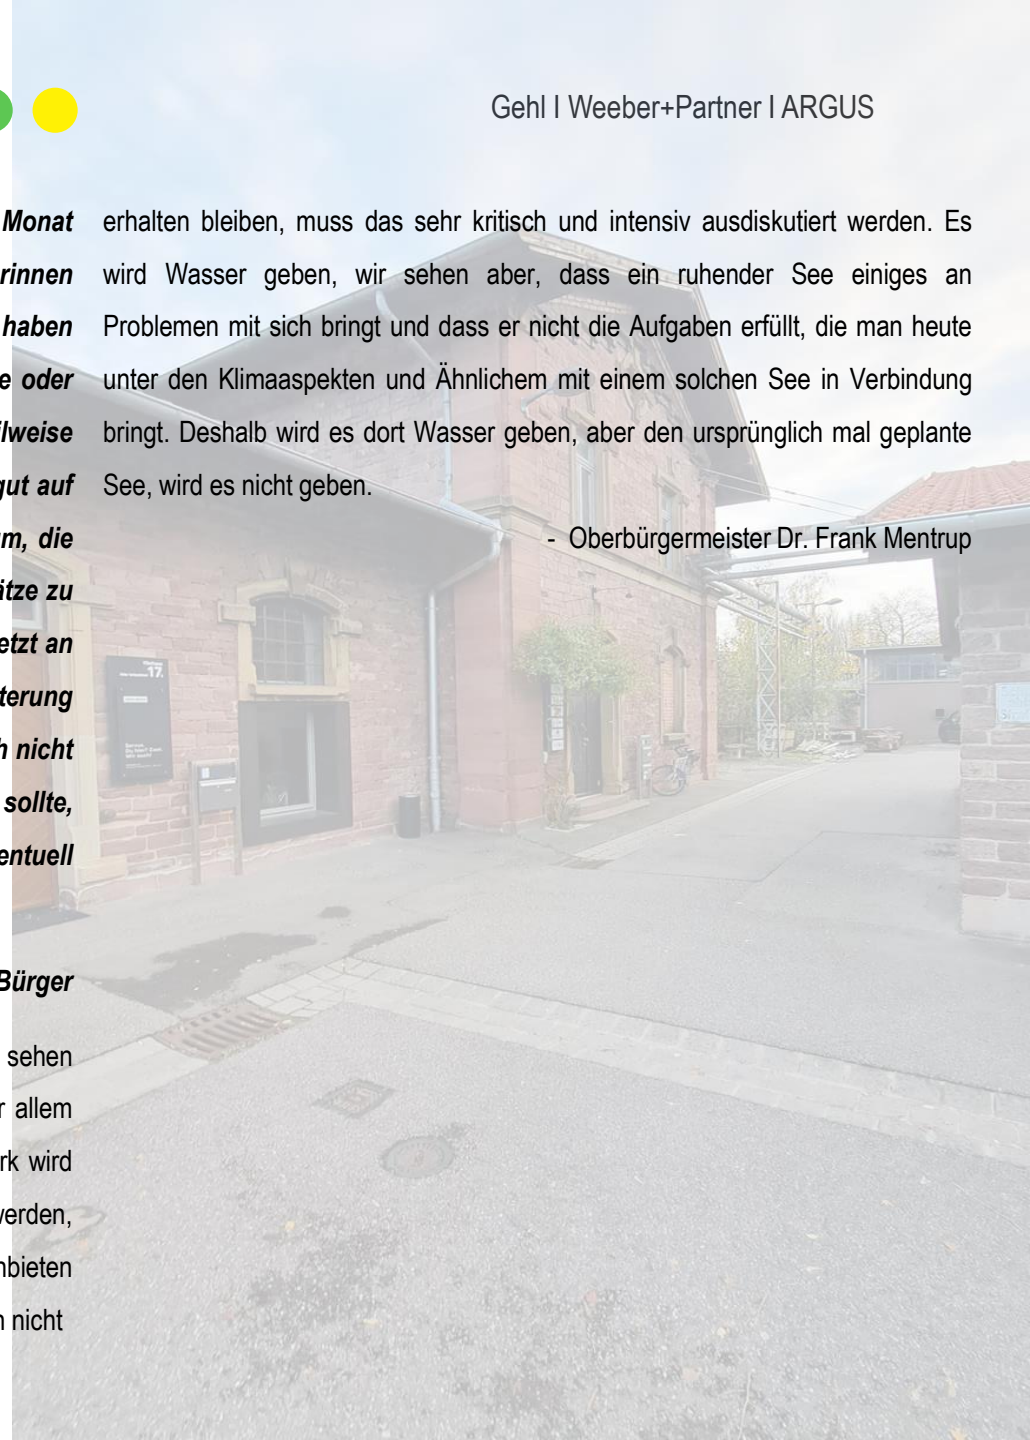 Gehl I Weeber+Partner I ARGUS
Monat
rinnen
haben
e oder
lweise
gut auf
um, die
ätze zu
etzt an
terung
h nicht
sollte,
entuell
Bürger
sehen
r allem
rk wird
werden,
nbieten
n nicht
erhalten bleiben, muss das sehr kritisch und intensiv ausdiskutiert werden. Es
wird Wasser geben, wir sehen aber, dass ein ruhender See einiges an
Problemen mit sich bringt und dass er nicht die Aufgaben erfüllt, die man heute
unter den Klimaaspekten und Ähnlichem mit einem solchen See in Verbindung
bringt. Deshalb wird es dort Wasser geben, aber den ursprünglich mal geplante
See, wird es nicht geben.
- Oberbürgermeister Dr. Frank Mentrup
17.